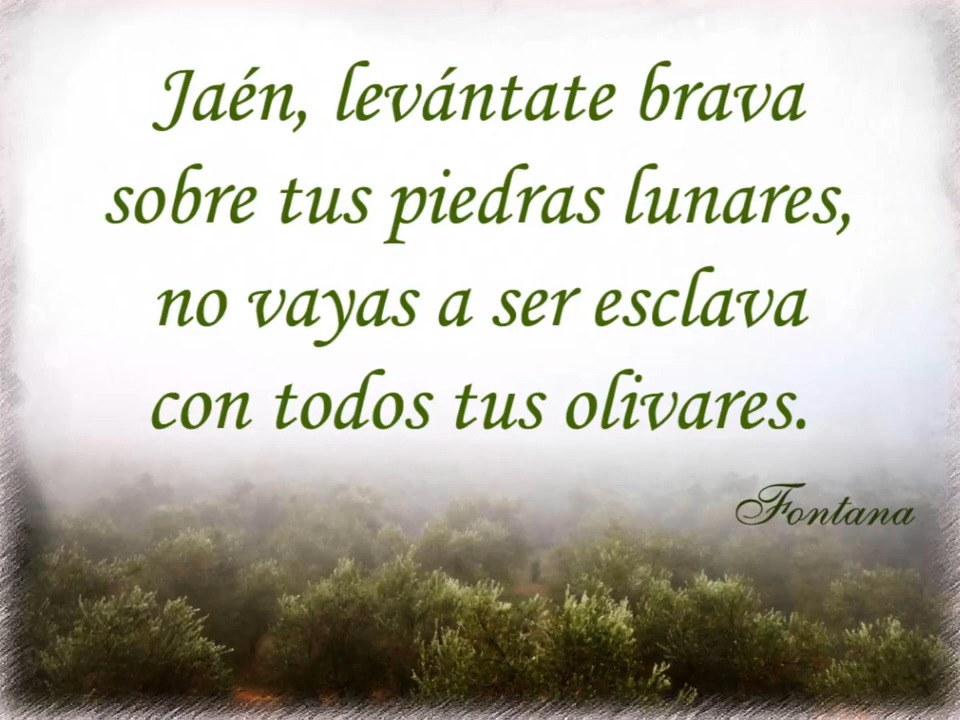 Jaén, levántate brava
sobre tus piedras lunares,
no vayas a ser esclava
con todos tus olivares.
Fontana